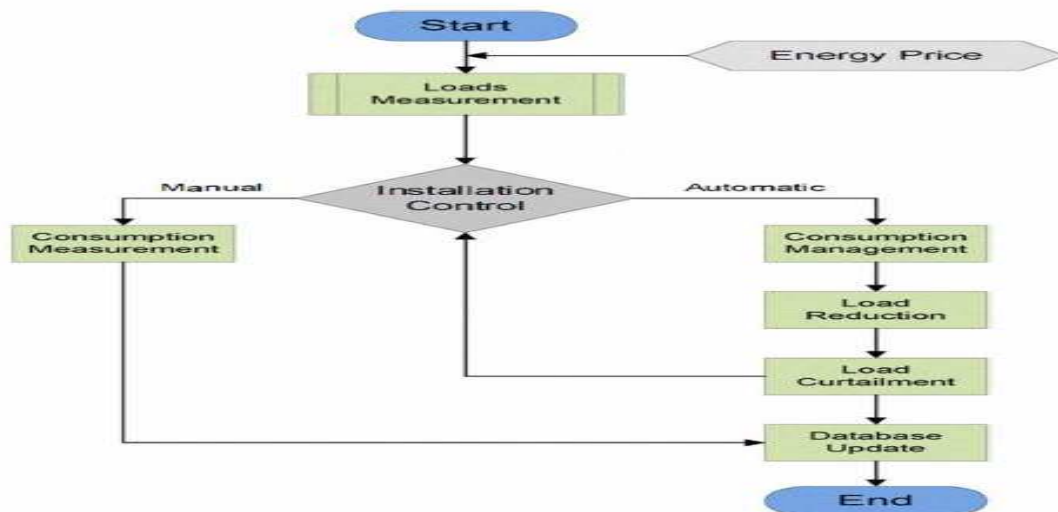 Start
Energy Price
Loads
Measurement
Manual
Installation
Control
Automatic
Consumption
Measurement
Consumption
Management
Load
Reduction
Load
Curtailment
Database
Update
End